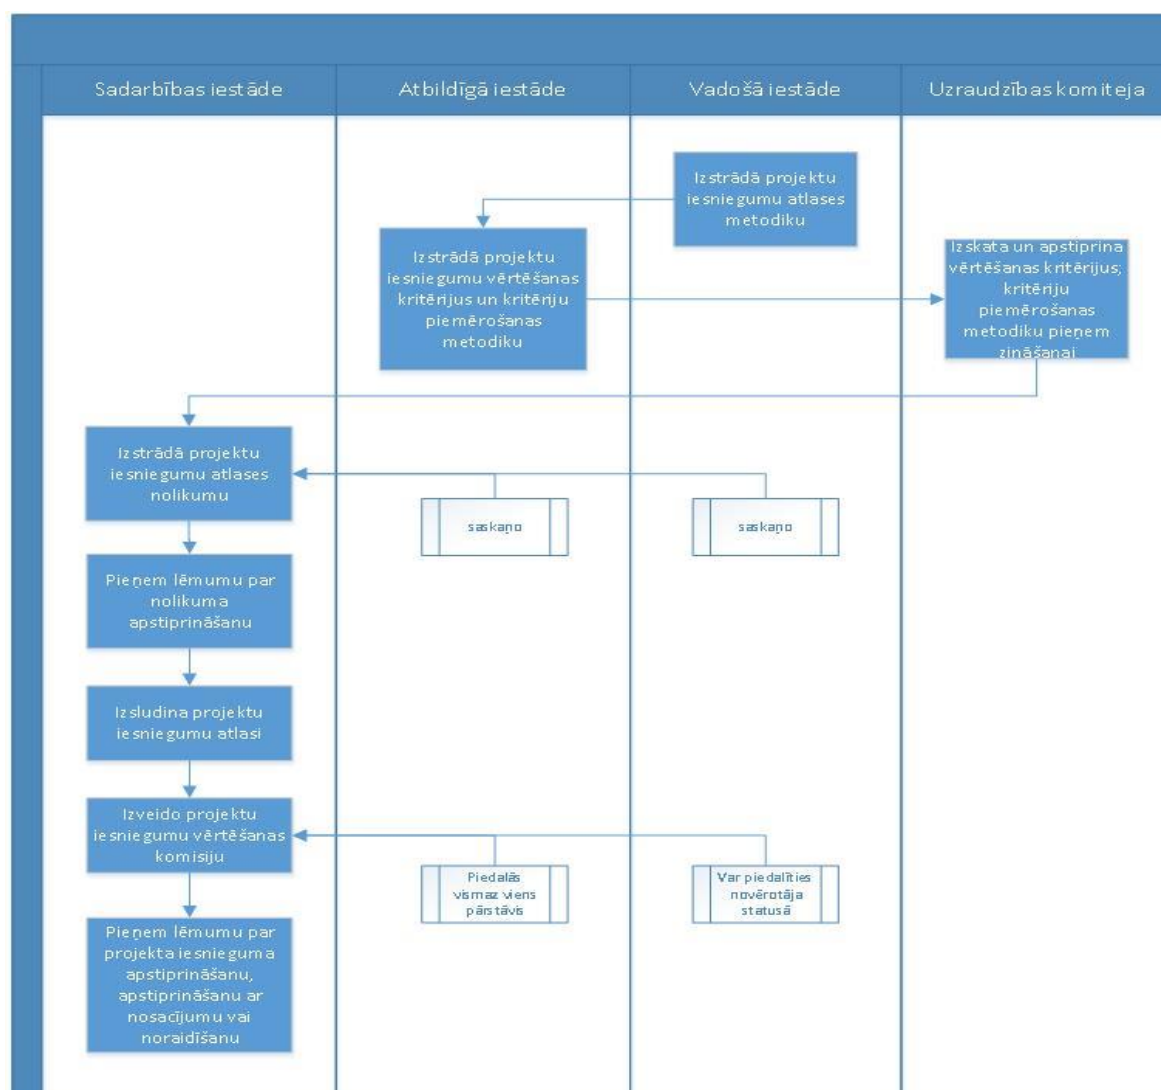 Sadarbības iestāde
Atbildīgā iestāde
Vadošā iestāde
Uzraudzības komiteja
Izstrādā projektu
iesniegumu atlases
metodiku
Izstrādā projektu
iesniegumu vērtēšanas
kritērijus un kritēriju
piemērošanas
metodiku
Izskata un apstiprina
vērtēšanas kritērijus;
kritēriju
piemērošanas
metodiku pieņem
zināšanai
Izstrādā projektu
iesniegumu atlases
nolikumu
saskaņo
saskaņo
Pieņem lēmumu par
nolikuma
apstiprināšanu
Izsludina projektu
iesniegumu atlasi
Izveido projektu
iesniegumu vērtēšanas
komisiju
Piedalās
vismaz viens
pārstāvis
Var piedalīties
novērotāja
statusā
Pieņem lēmumu par
projekta iesnieguma
apstiprināšanu,
apstiprināšanu ar
nosacījumu vai
noraidīšanu